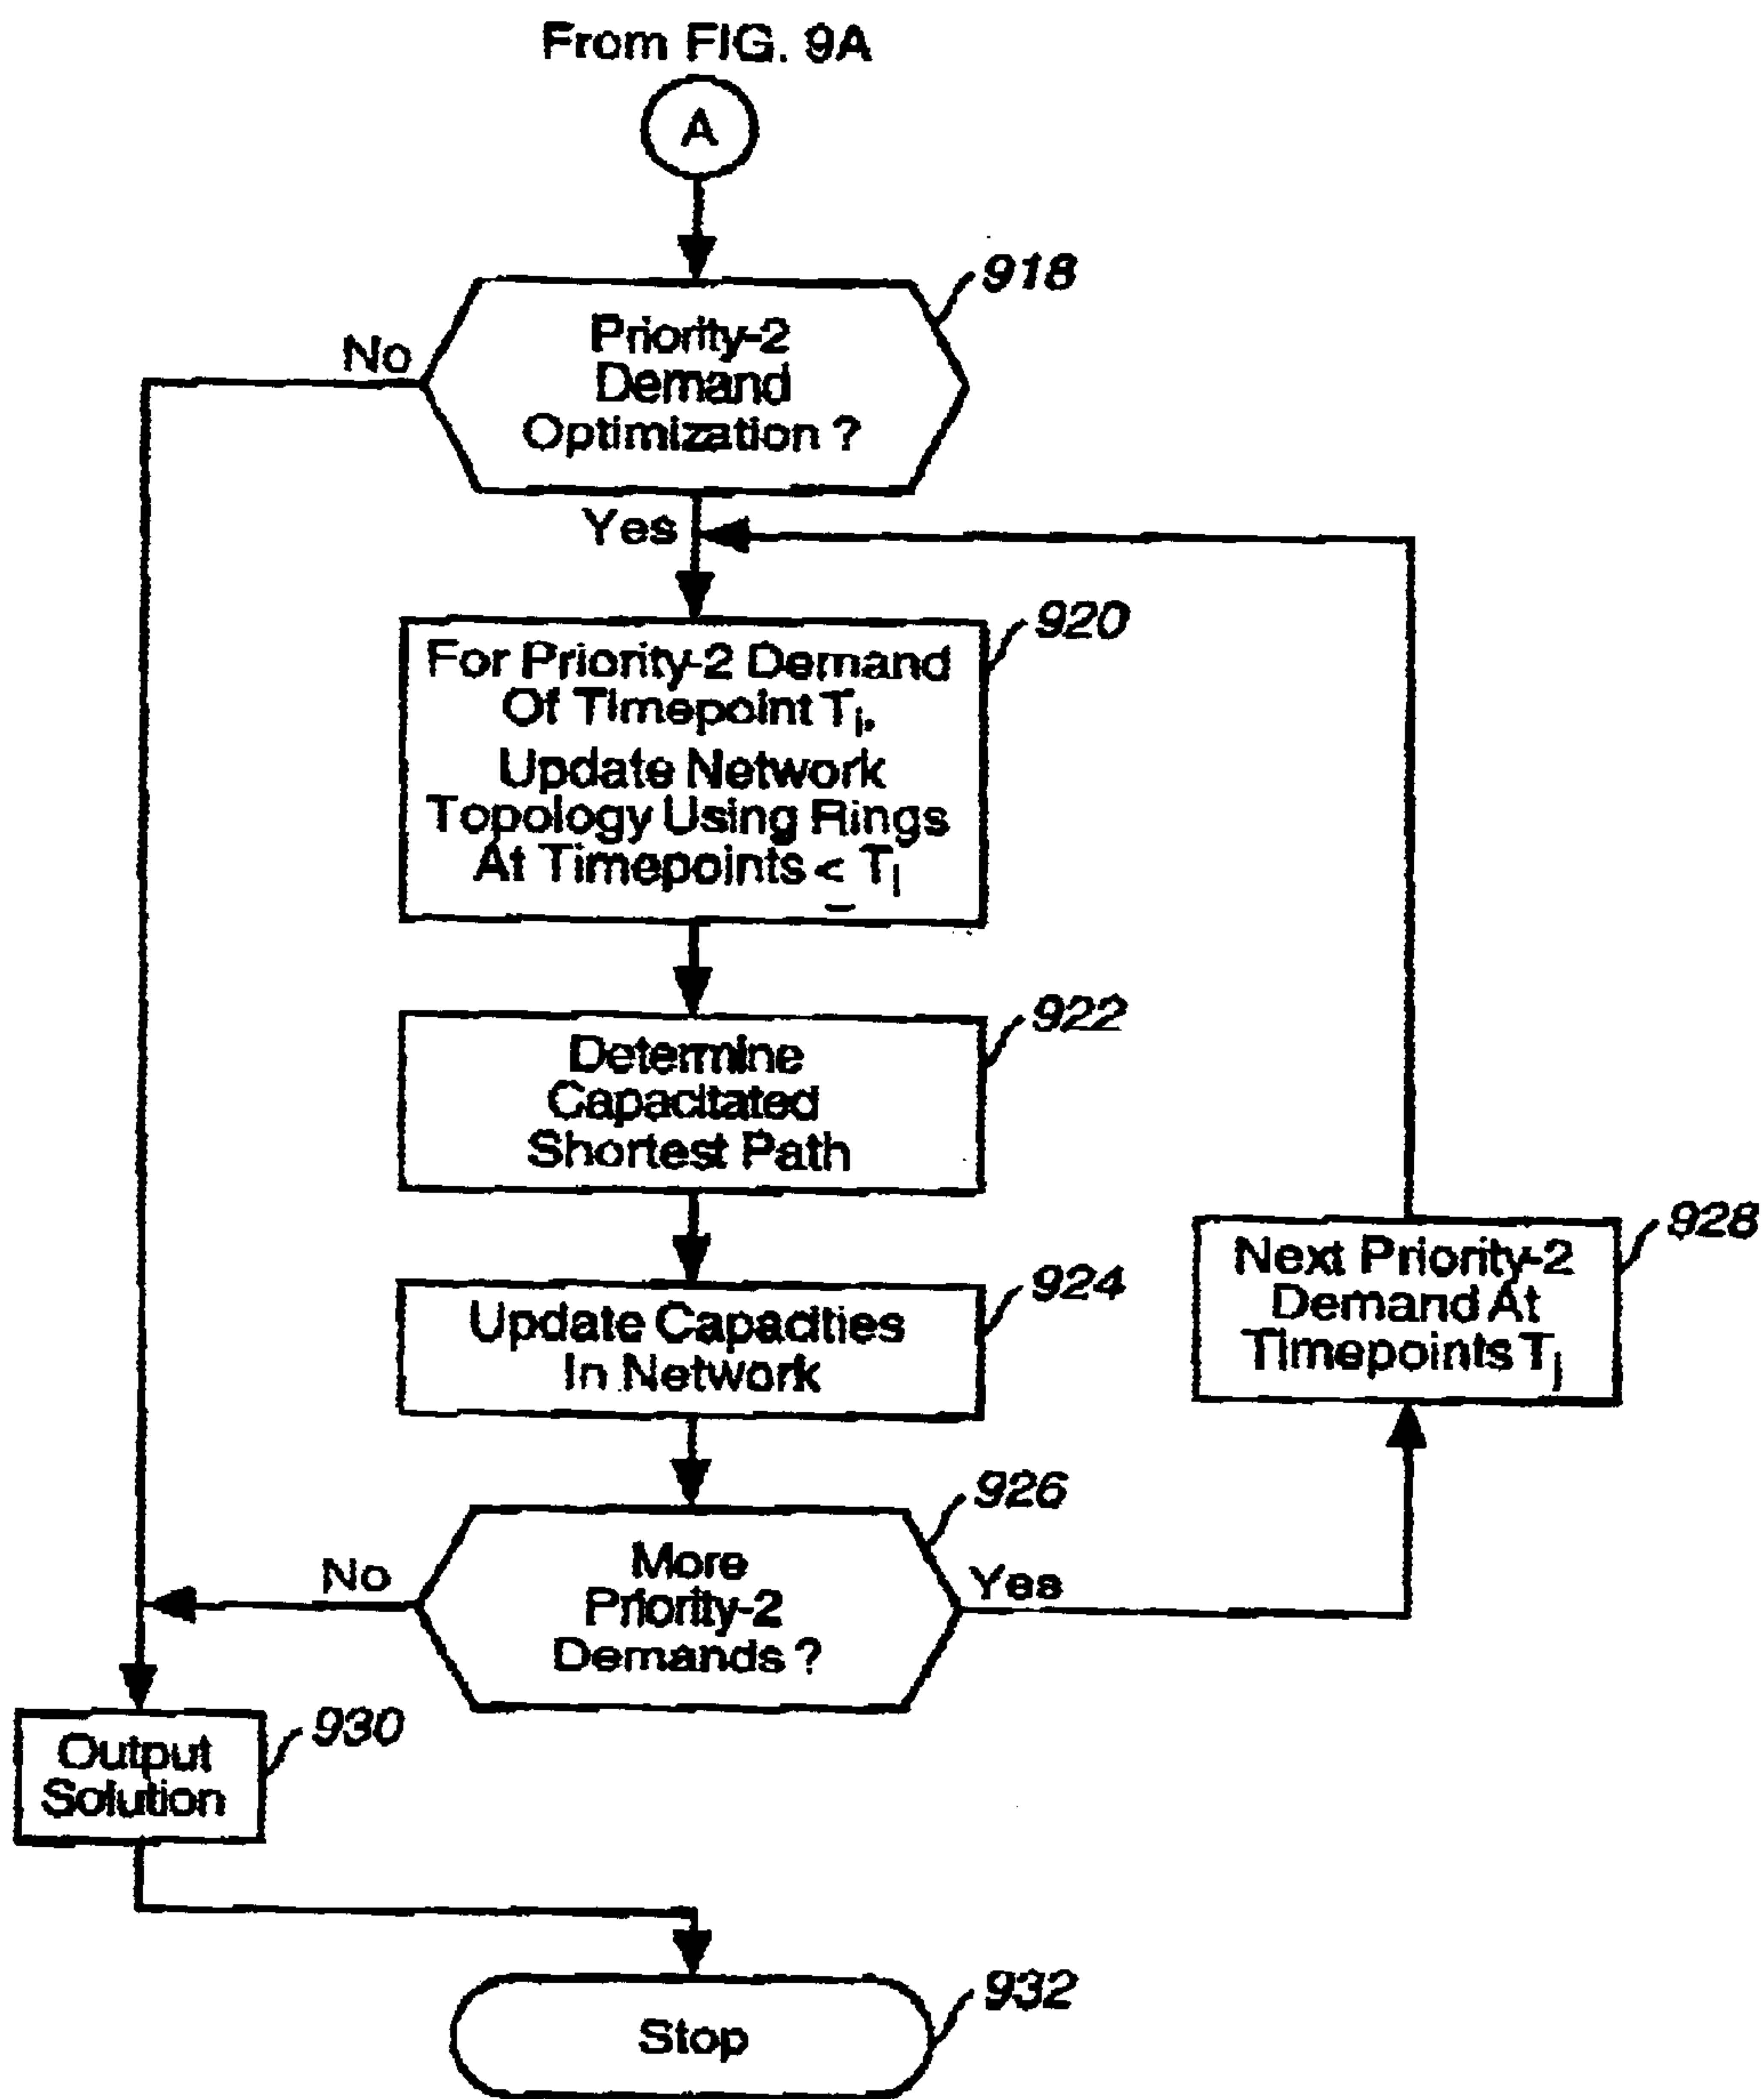 From FIG. 9A
A
918
Priority-2
Demand
Optimization ?
No
Yes
920
For Priority-2 Demand
Of Timepoint Ti,
Update Network
Topology Using Rings
At Timepoints ≤ Ti
922
Determine
Capacitated
Shortest Path
924
Update Capacities
In Network
928
Next Priority-2
Demand At
Timepoints Tj
926
More
Priority-2
Demands ?
No
Yes
930
Output
Solution
932
Stop